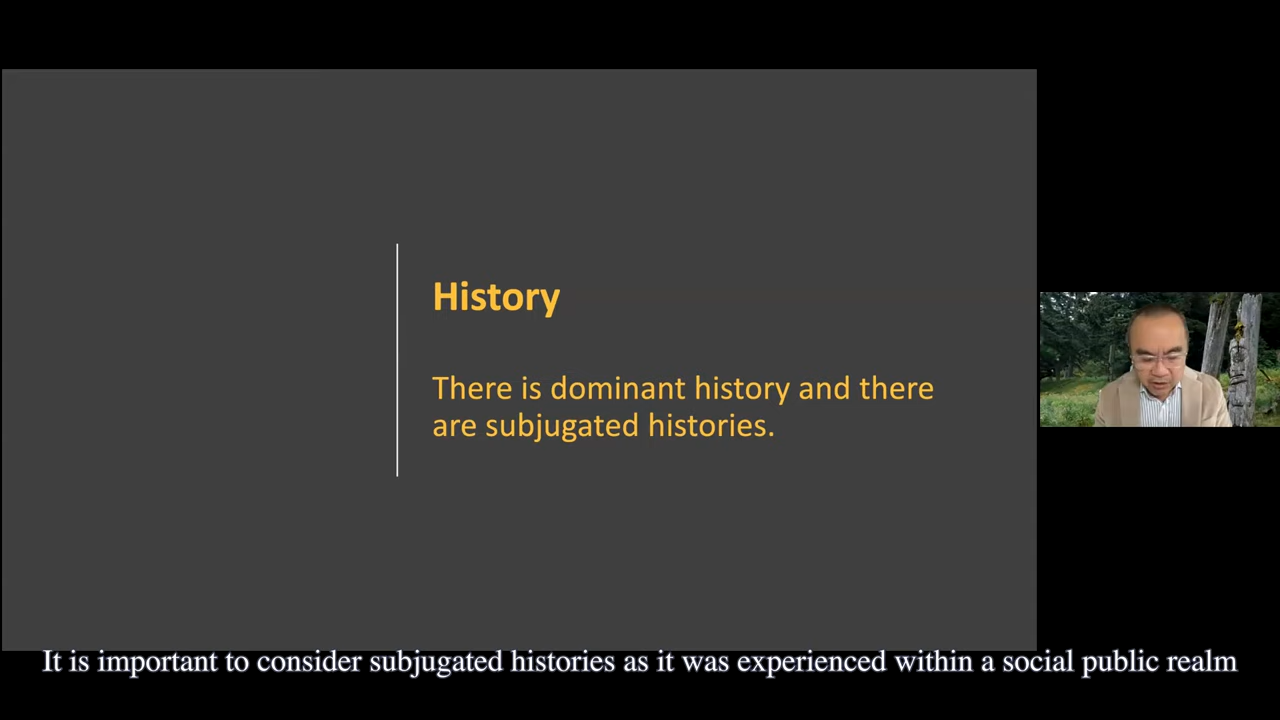 History
There is dominant history and there
are subjugated histories.
It is important to consider subjugated histories as it was experienced within a social public realm